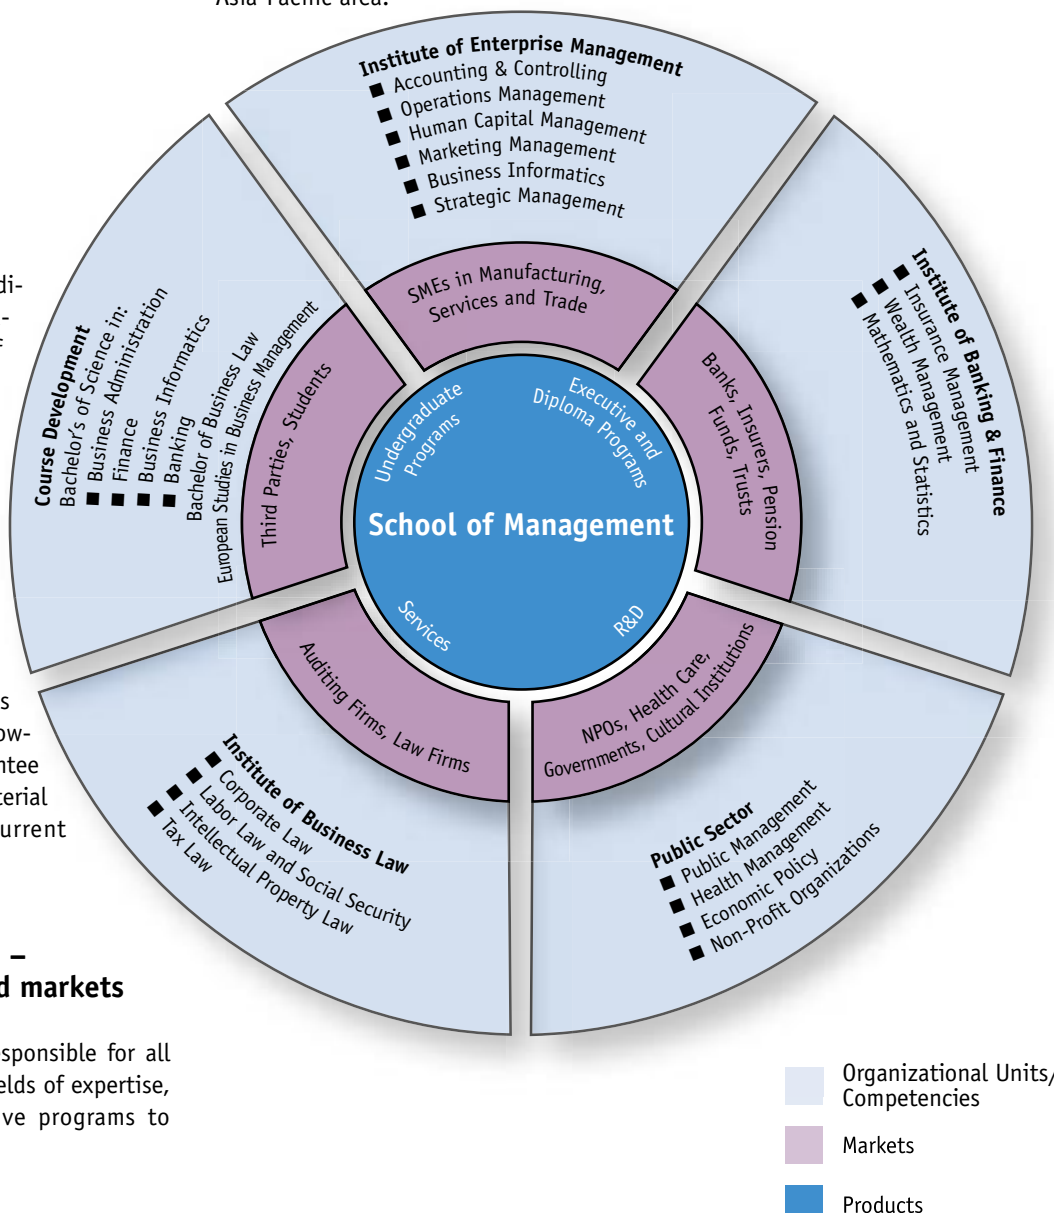 Asia-Pacific area.
Institute of Enterprise Management
■ Accounting & Controlling
■ Operations Management
■ Human Capital Management
■ Marketing Management
■ Business Informatics
■ Strategic Management
SMEs in Manufacturing,
Services and Trade
Institute of Banking & Finance
■ Insurance Management
■ Wealth Management
■ Mathematics and Statistics
Banks, Insurers, Pension
Funds, Trusts
Course Development
Bachelor's of Science in:
■ Business Administration
■ Finance
■ Business Informatics
■ Banking
Bachelor of Business Law
European Studies in Business Management
Third Parties, Students
Undergraduate
Programs
Executive and
Diploma Programs
School of Management
Services
R&D
Auditing Firms, Law Firms
NPOs, Health Care,
Governments, Cultural Institutions
Institute of Business Law
■ Corporate Law
■ Labor Law and Social Security
■ Intellectual Property Law
■ Tax Law
Public Sector
■ Public Management
■ Health Management
■ Economic Policy
■ Non-Profit Organizations
di-
-
s
ow-
ntee
terial
urrent
–
d markets
esponsible for all
elds of expertise,
ve programs to
Organizational Units/
Competencies
Markets
Products